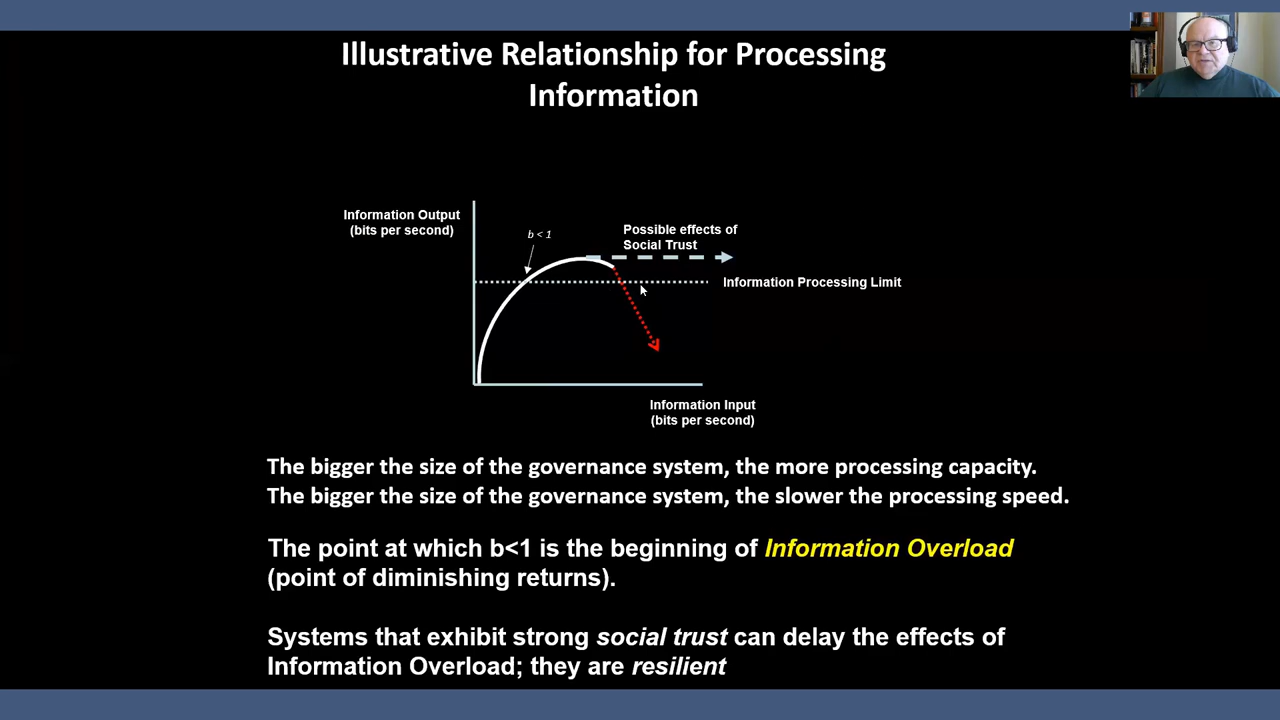 Illustrative Relationship for Processing
Information
Information Output
(bits per second)
b < 1
Possible effects of
Social Trust
Information Processing Limit
Information Input
(bits per second)
The bigger the size of the governance system, the more processing capacity.
The bigger the size of the governance system, the slower the processing speed.
The point at which b<1 is the beginning of Information Overload
(point of diminishing returns).
Systems that exhibit strong social trust can delay the effects of
Information Overload; they are resilient